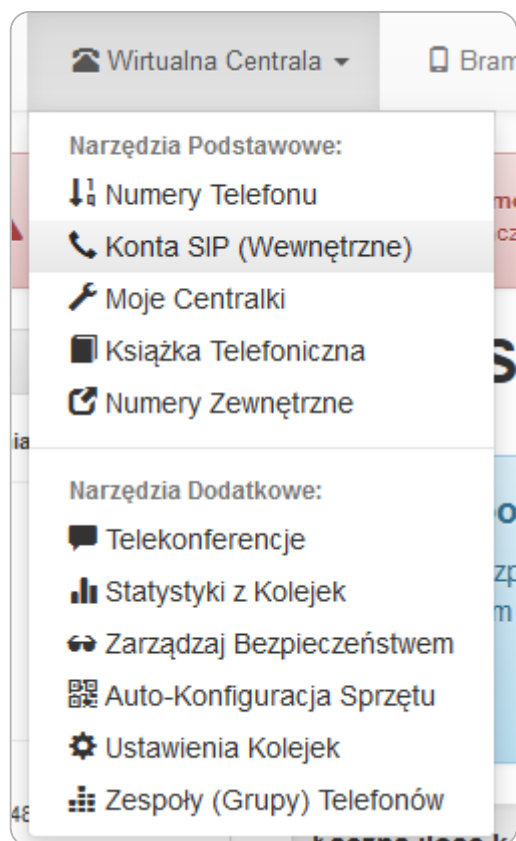 Wirtualna Centrala
Narzędzia Podstawowe:
Numery Telefonu
Konta SIP (Wewnętrzne)
Moje Centralki
Książka Telefoniczna
Numery Zewnętrzne
Narzędzia Dodatkowe:
Telekonferencje
Statystyki z Kolejek
Zarządzaj Bezpieczeństwem
Auto-Konfiguracja Sprzętu
Ustawienia Kolejek
Zespoły (Grupy) Telefonów